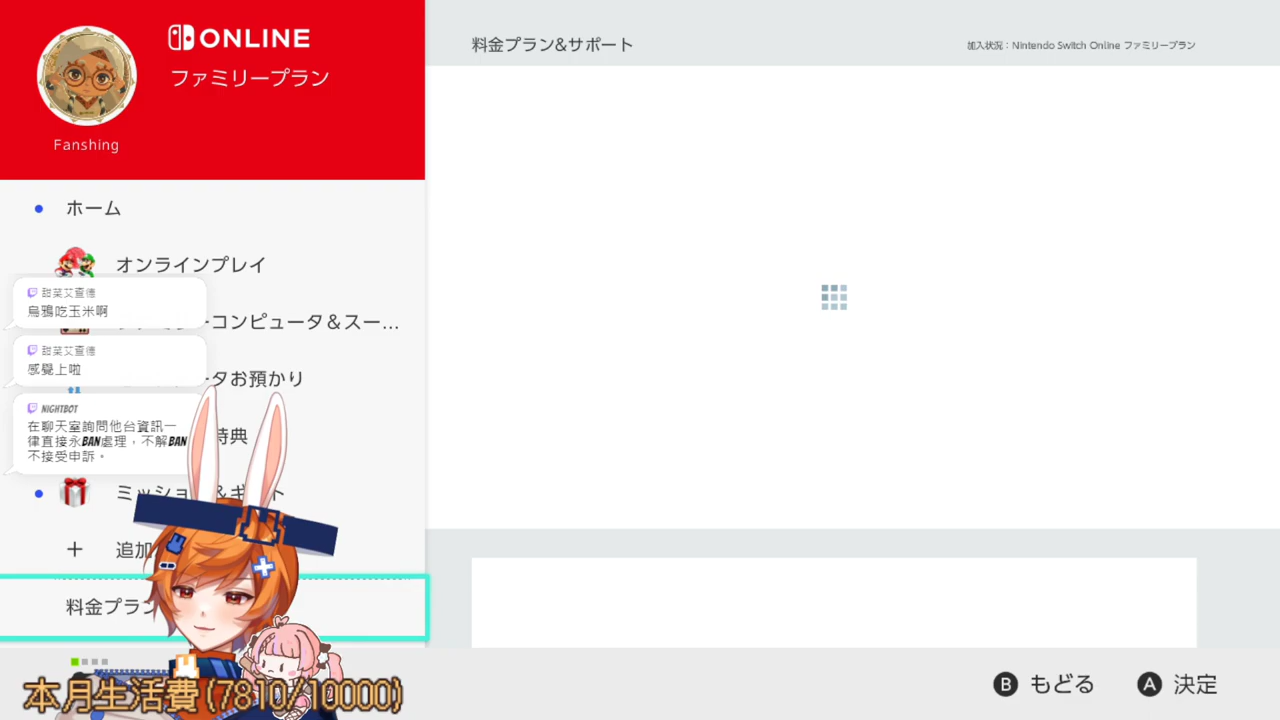 ONLINE
ファミリープラン
Fanshing
料金プラン&サポート
加入状況：Nintendo Switch Online ファミリープラン
ホーム
オンラインプレイ
甜菜艾查德
烏鴉吃玉米啊
コンピュータ＆スー…
甜菜艾查德
感覺上啦
ータお預かり
NIGHTBOT
在聊天室詢問他台資訊一
律直接永BAN處理，不解BAN
不接受申訴。
特典
ミッション＆ギフト
追加
料金プラン
本月生活費(7810/10000)
B もどる
A 決定